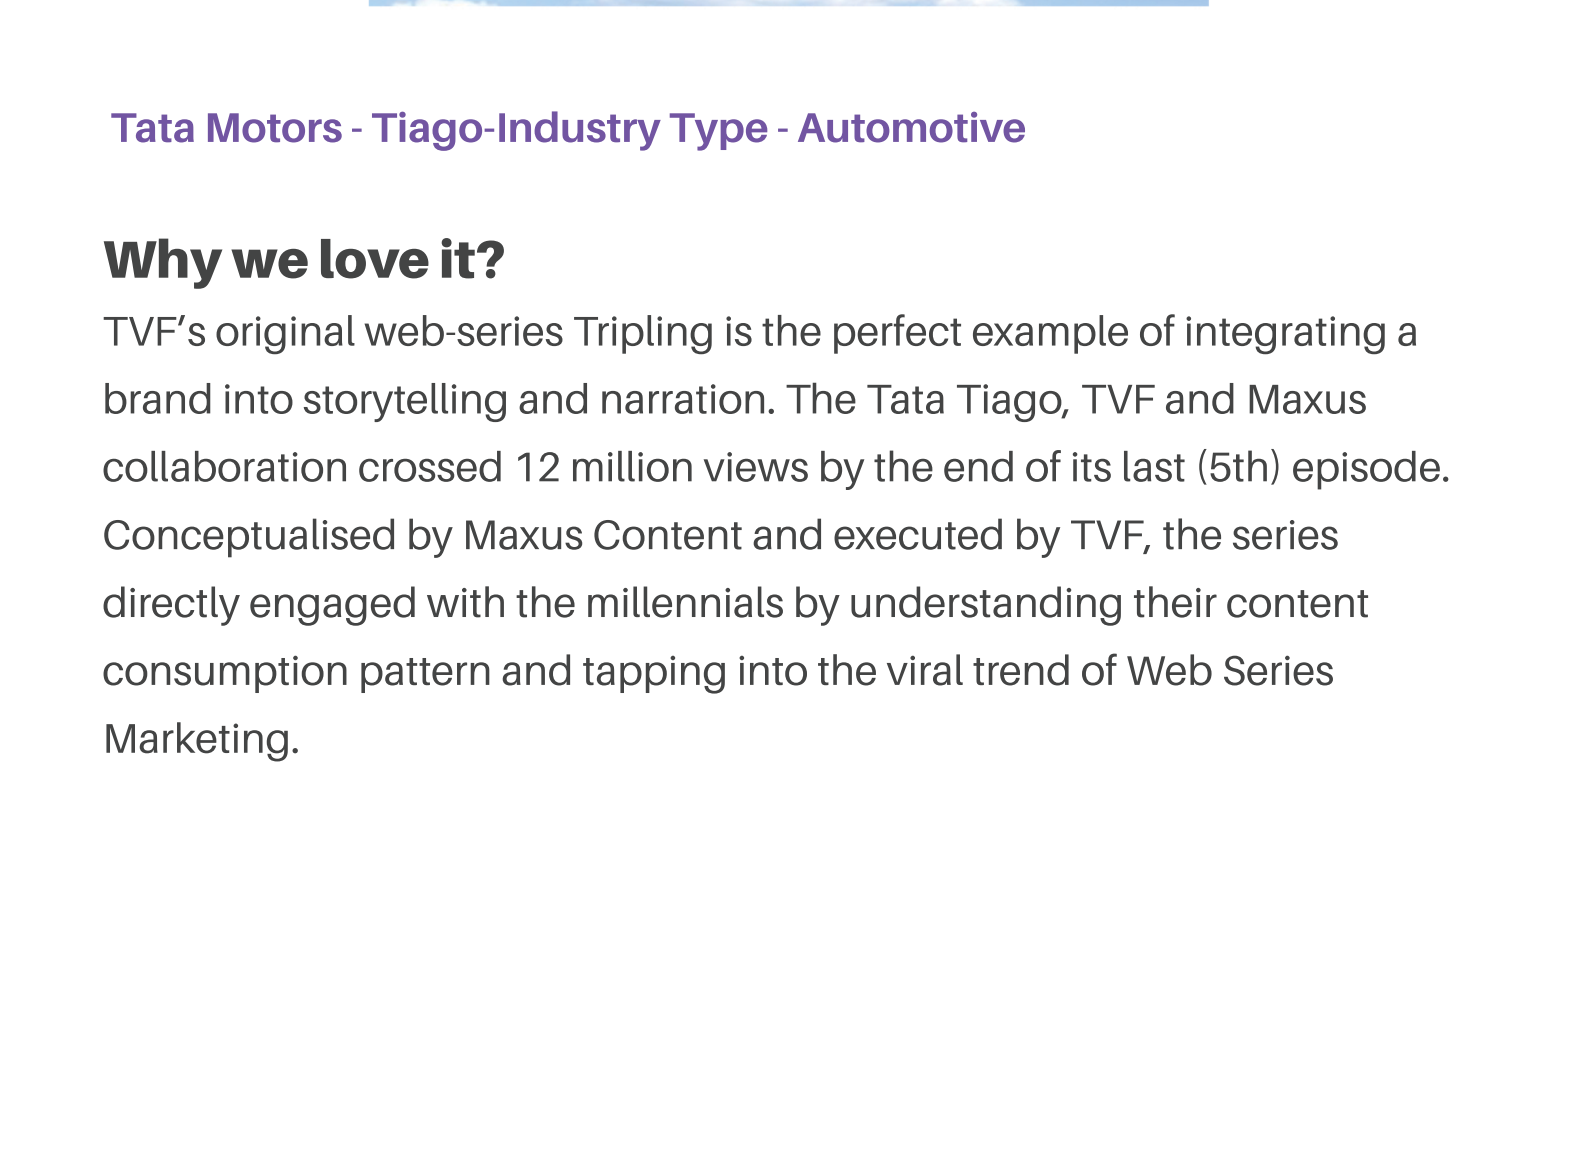 Tata Motors - Tiago-Industry Type - Automotive
Why we love it?
TVF’s original web-series Tripling is the perfect example of integrating a
brand into storytelling and narration. The Tata Tiago, TVF and Maxus
collaboration crossed 12 million views by the end of its last (5th) episode.
Conceptualised by Maxus Content and executed by TVF, the series
directly engaged with the millennials by understanding their content
consumption pattern and tapping into the viral trend of Web Series
Marketing.